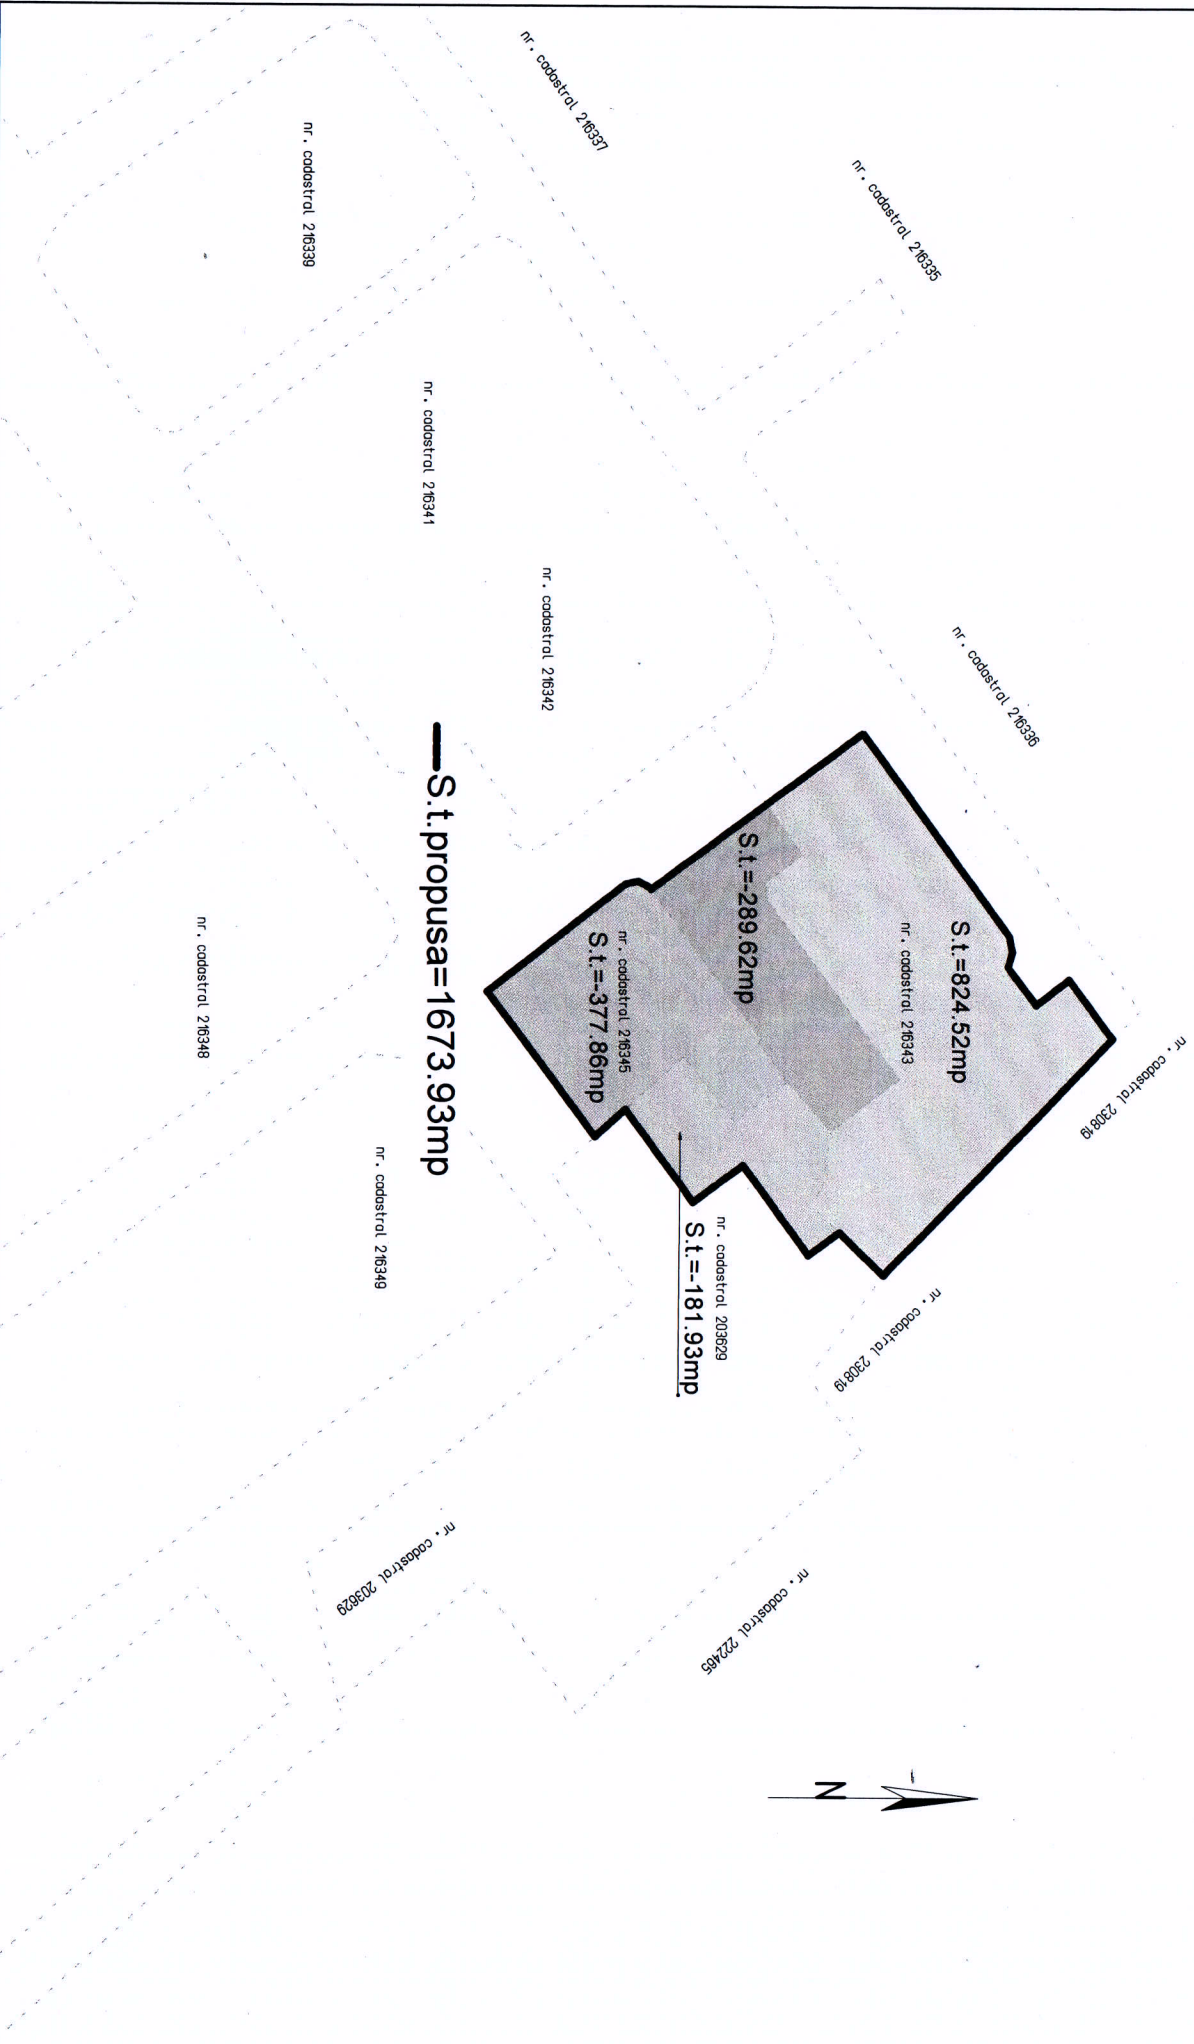 nr. cadastral 216337
nr. cadastral 216335
nr. cadastral 216339
nr. cadastral 216341
nr. cadastral 216342
nr. cadastral 216336
S.t.=824.52mp
nr. cadastral 216343
S.t.=-289.62mp
nr. cadastral 216345
S.t.=-377.86mp
nr. cadastral 230819
S.t.propusa=1673.93mp
nr. cadastral 216348
nr. cadastral 216349
nr. cadastral 203629
S.t.=-181.93mp
nr. cadastral 230819
nr. cadastral 203629
nr. cadastral 222465
N